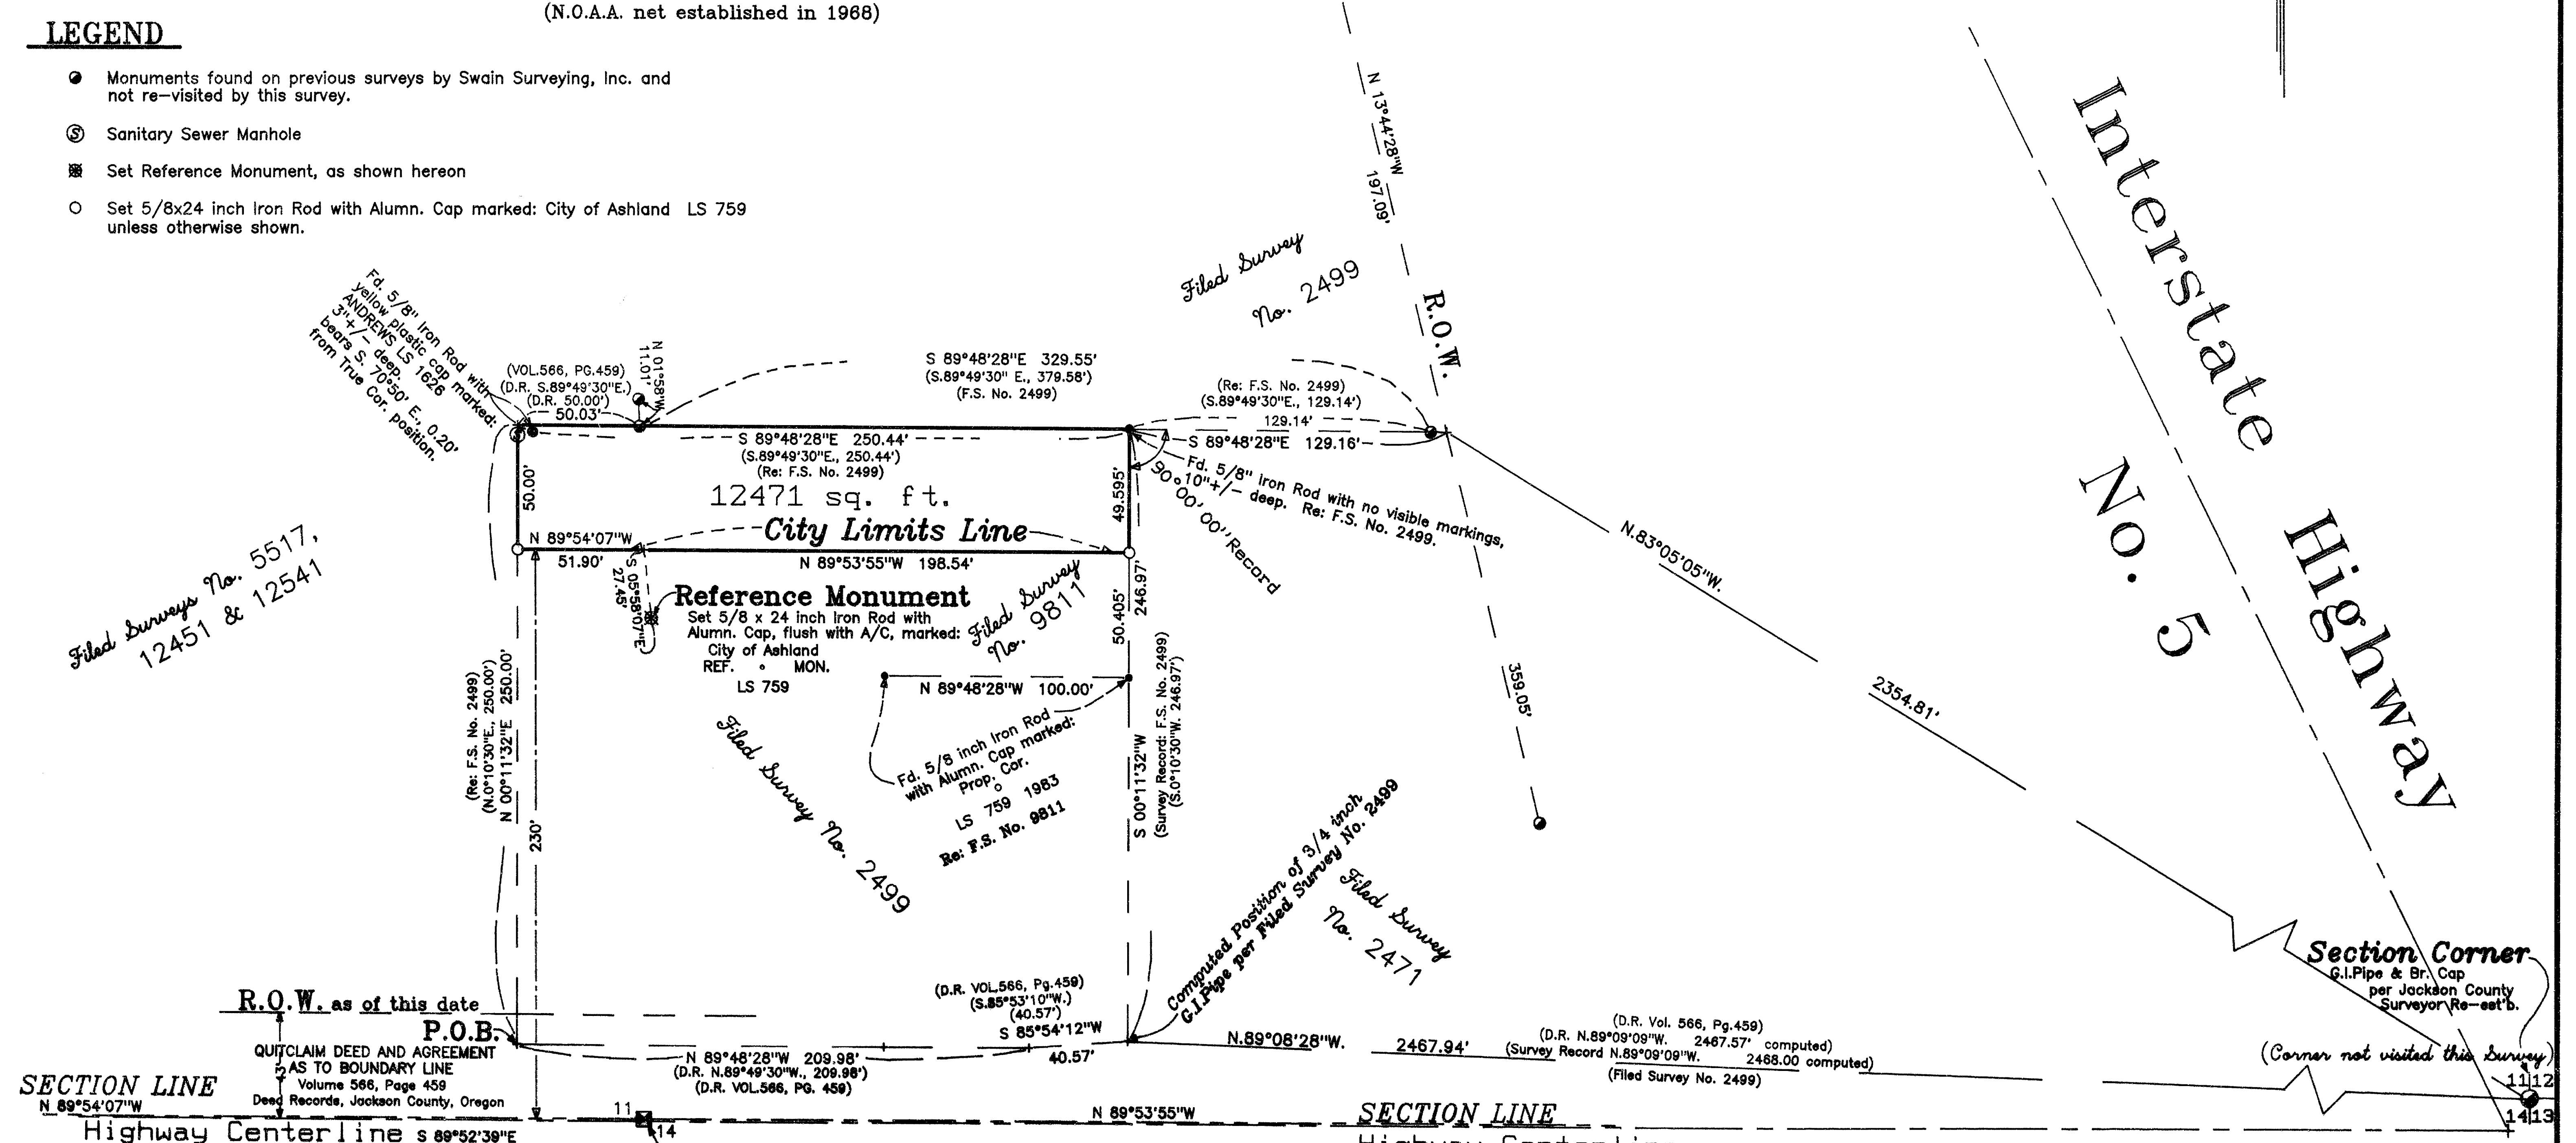 (N.O.A.A. net established in 1968)
LEGEND
Monuments found on previous surveys by Swain Surveying, Inc. and
not re-visited by this survey.
S Sanitary Sewer Manhole
Set Reference Monument, as shown hereon
Set 5/8x24 inch Iron Rod with Alumn. Cap marked: City of Ashland LS 759
unless otherwise shown.
N 13°44'28"W
197.09'
R.O.W.
Interstate
Highway
No. 5
Filed Survey
No. 2499
Fd. 5/8" Iron Rod with
yellow plastic cap marked:
ANDREWS LS 1626
3"+/- deep.
bears S. 70°50' E., 0.20'
from True Cor. position.
(VOL.566, PG.459)
(D.R. S.89°49'30"E.)
(D.R. 50.00')
50.03'
N 01°58'W
11.01'
S 89°48'28"E 329.55'
(S.89°49'30" E., 379.58')
(F.S. No. 2499)
(Re: F.S. No. 2499)
(S.89°49'30"E., 129.14')
129.14'
S 89°48'28"E 129.16'
S
S 89°48'28"E 250.44'
(S.89°49'30"E., 250.44')
(Re: F.S. No. 2499)
12471 sq. ft.
50.00'
49.595'
City Limits Line
N 89°54'07"W
51.90'
N 89°53'55"W 198.54'
Fd. 5/8" Iron Rod with no visible markings,
10"+/- deep. Re: F.S. No. 2499.
90°00'00" Record
N.83°05'05"W.
2354.81'
359.05'
Filed Surveys No. 5517,
12451 & 12541
S 05°58'07"E
27.45'
Reference Monument
Set 5/8 x 24 inch Iron Rod with
Alumn. Cap, flush with A/C, marked:
City of Ashland
REF. MON.
LS 759
Filed Survey
No. 9811
50.405'
246.97'
N 89°48'28"W 100.00'
Fd. 5/8 inch Iron Rod
with Alumn. Cap marked:
Prop. Cor.
LS 759 1983
Re: F.S. No. 9811
(Re: F.S. No. 2499)
(N.0°10'30"E., 250.00')
N 00°11'32"E 250.00'
230'
S 00°11'32"W
(Survey Record: F.S. No. 2499)
(S.0°10'30"W. 246.97')
Filed Survey No. 2499
Computed Position of 3/4 inch
G.I.Pipe per Filed Survey No. 2499
Filed Survey
No. 2471
Section Corner
G.I.Pipe & Br. Cap
per Jackson County
Surveyor Re-est'b.
(Corner not visited this Survey)
11 12
14 13
R.O.W. as of this date
P.O.B.
QUITCLAIM DEED AND AGREEMENT
AS TO BOUNDARY LINE
Volume 566, Page 459
Deed Records, Jackson County, Oregon
(D.R. VOL.566, Pg.459)
(S.85°53'10"W.)
(40.57')
S 85°54'12"W
40.57'
N 89°48'28"W 209.98'
(D.R. N.89°49'30"W., 209.98')
(D.R. VOL.566, PG. 459)
N.89°08'28"W. 2467.94'
(D.R. Vol. 566, Pg.459)
(D.R. N.89°09'09"W. 2467.57' computed)
(Survey Record N.89°09'09"W. 2468.00 computed)
(Filed Survey No. 2499)
SECTION LINE
N 89°54'07"W
11
14
N 89°53'55"W
SECTION LINE
Highway Centerline S 89°52'39"E